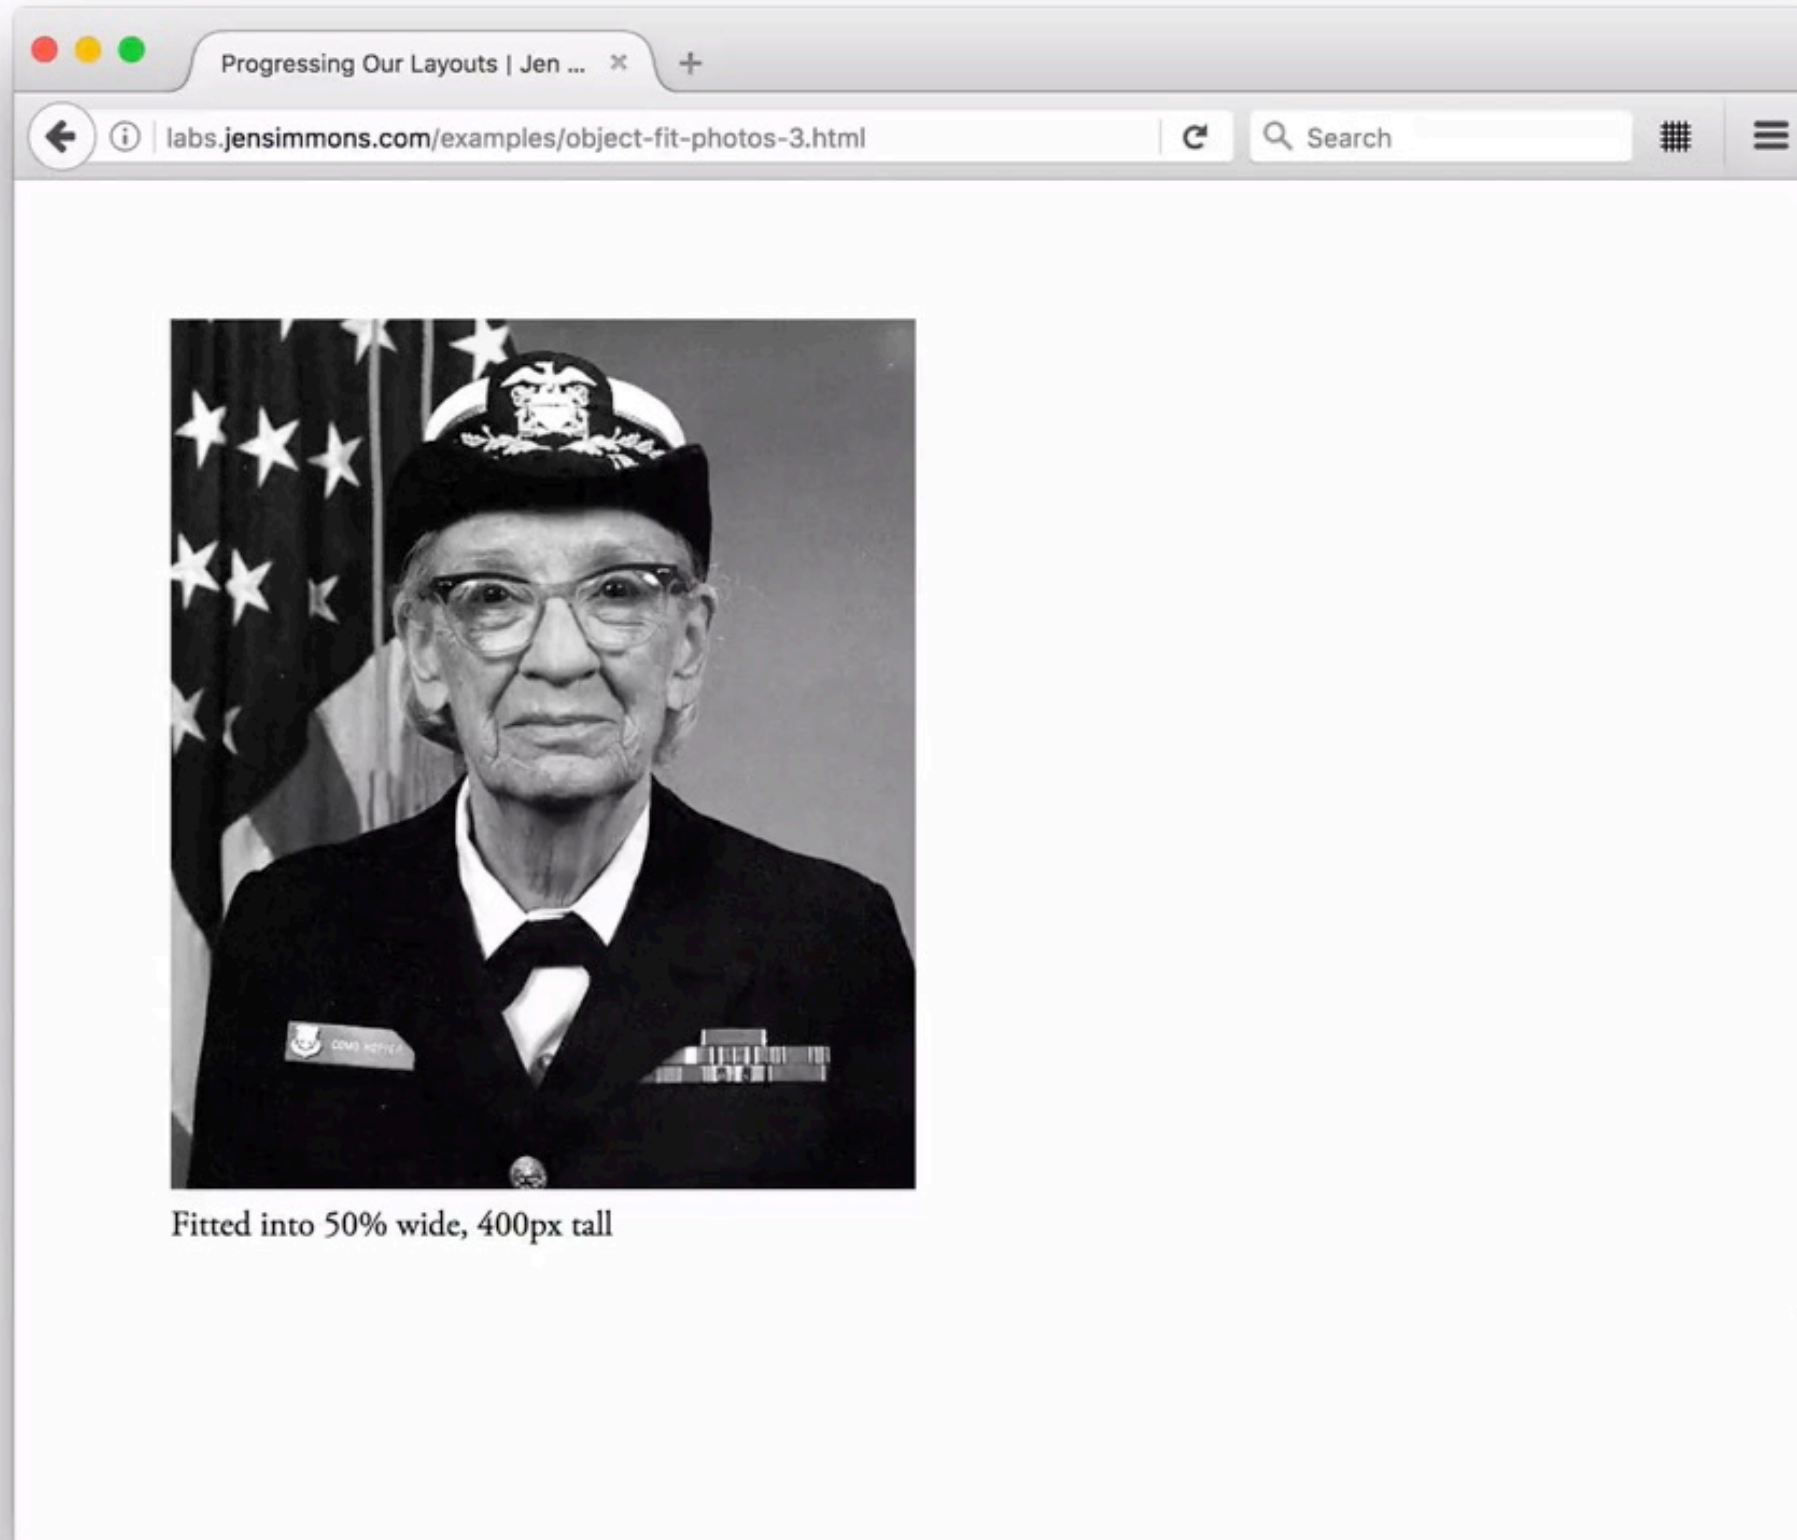 Progressing Our Layouts | Jen ...
labs.jensimmons.com/examples/object-fit-photos-3.html
Search
Fitted into 50% wide, 400px tall